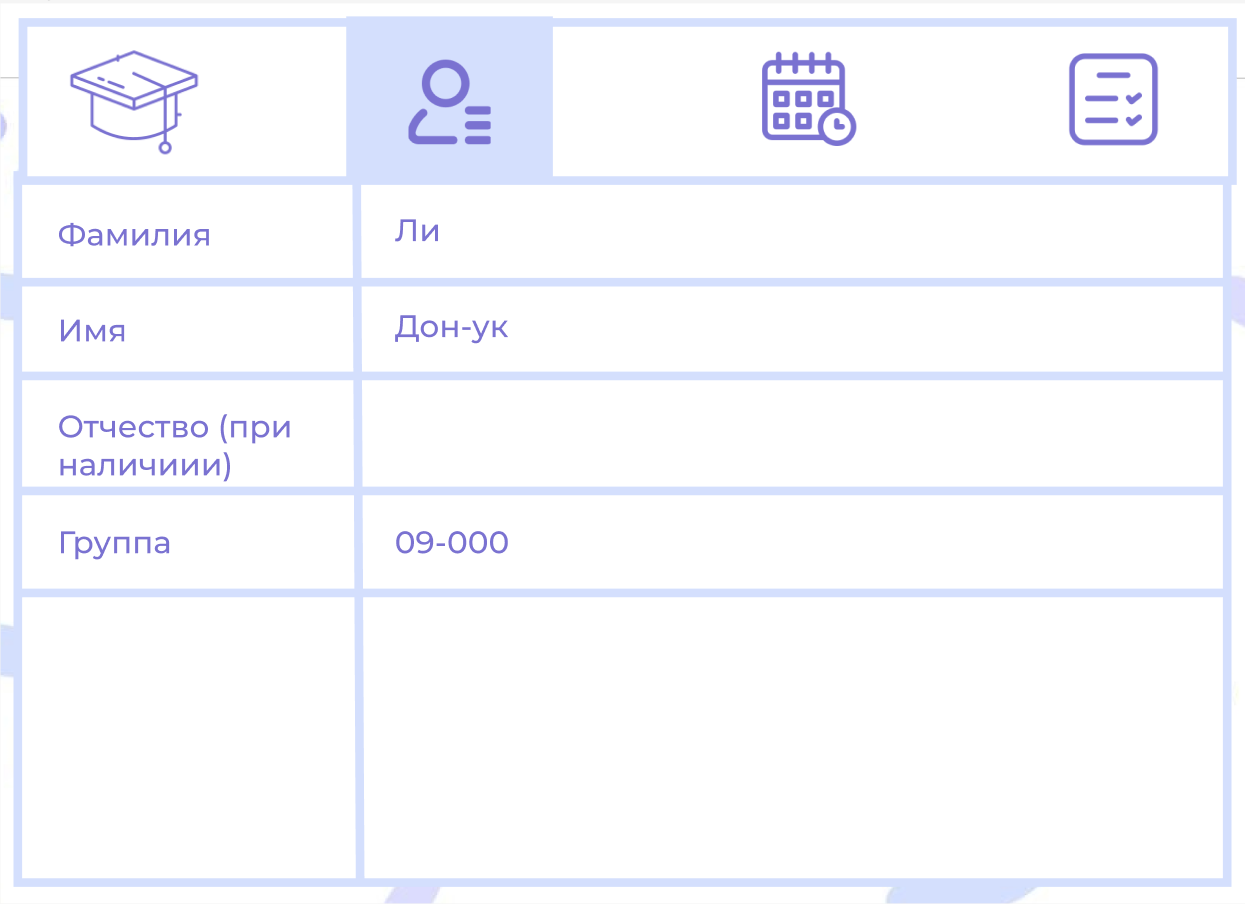 Фамилия
Ли
Имя
Дон-ук
Отчество (при
наличиии)
Группа
09-000